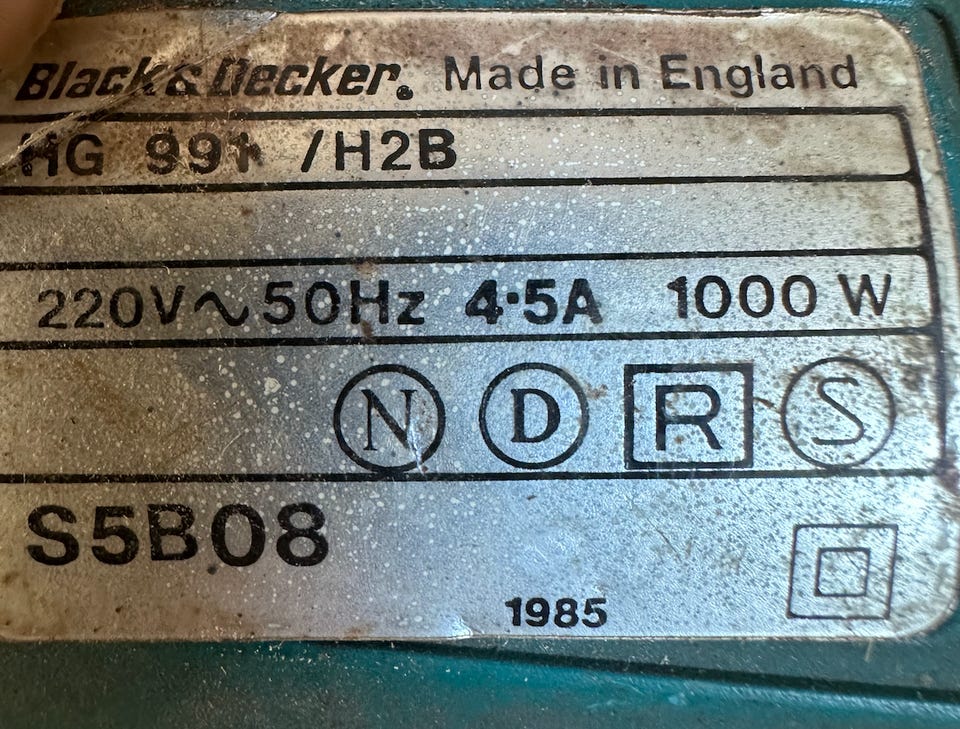 Black & Decker® Made in England
HG 991 /H2B
220V~50Hz 4·5A 1000 W
N D R S
S5B08
1985